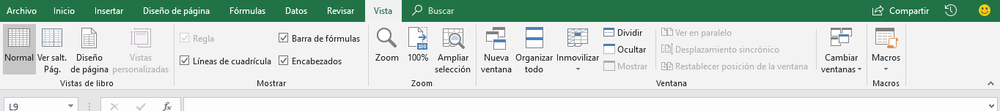 Archivo Inicio Insertar Diseño de página Fórmulas Datos Revisar Vista Buscar Compartir
Normal
Ver salt. Pág.
Diseño de página
Vistas personalizadas
Vistas de libro
Regla
Líneas de cuadrícula
Barra de fórmulas
Encabezados
Mostrar
Zoom
100
100%
Ampliar selección
Zoom
Nueva ventana
Organizar todo
Inmovilizar
Dividir
Ocultar
Mostrar
Ver en paralelo
Desplazamiento sincrónico
Restablecer posición de la ventana
Cambiar ventanas
Ventana
Macros
Macros
L9
fx